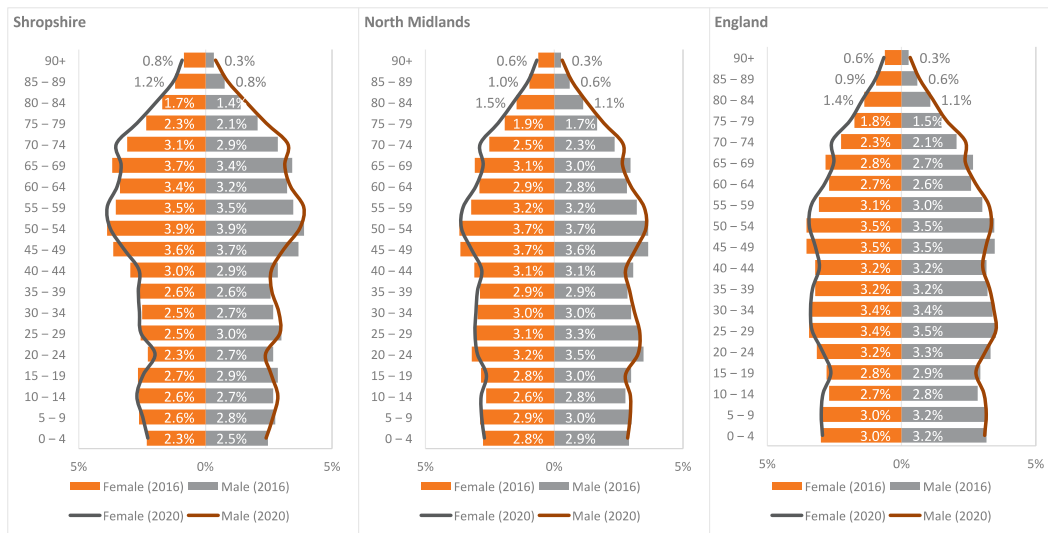 Shropshire
90+ 0.8% 0.3%
85 – 89 1.2% 0.8%
80 – 84 1.7% 1.4%
75 – 79 2.3% 2.1%
70 – 74 3.1% 2.9%
65 – 69 3.7% 3.4%
60 – 64 3.4% 3.2%
55 – 59 3.5% 3.5%
50 – 54 3.9% 3.9%
45 – 49 3.6% 3.7%
40 – 44 3.0% 2.9%
35 – 39 2.6% 2.6%
30 – 34 2.5% 2.7%
25 – 29 2.5% 3.0%
20 – 24 2.3% 2.7%
15 – 19 2.7% 2.9%
10 – 14 2.6% 2.7%
5 – 9 2.6% 2.8%
0 – 4 2.3% 2.5%
5% 0% 5%
Female (2016) Male (2016)
Female (2020) Male (2020)
North Midlands
90+ 0.6% 0.3%
85 – 89 1.0% 0.6%
80 – 84 1.5% 1.1%
75 – 79 1.9% 1.7%
70 – 74 2.5% 2.3%
65 – 69 3.1% 3.0%
60 – 64 2.9% 2.8%
55 – 59 3.2% 3.2%
50 – 54 3.7% 3.7%
45 – 49 3.7% 3.6%
40 – 44 3.1% 3.1%
35 – 39 2.9% 2.9%
30 – 34 3.0% 3.0%
25 – 29 3.1% 3.3%
20 – 24 3.2% 3.5%
15 – 19 2.8% 3.0%
10 – 14 2.6% 2.8%
5 – 9 2.9% 3.0%
0 – 4 2.8% 2.9%
5% 0% 5%
Female (2016) Male (2016)
Female (2020) Male (2020)
England
90+ 0.6% 0.3%
85 – 89 0.9% 0.6%
80 – 84 1.4% 1.1%
75 – 79 1.8% 1.5%
70 – 74 2.3% 2.1%
65 – 69 2.8% 2.7%
60 – 64 2.7% 2.6%
55 – 59 3.1% 3.0%
50 – 54 3.5% 3.5%
45 – 49 3.5% 3.5%
40 – 44 3.2% 3.2%
35 – 39 3.2% 3.2%
30 – 34 3.4% 3.4%
25 – 29 3.4% 3.5%
20 – 24 3.2% 3.3%
15 – 19 2.8% 2.9%
10 – 14 2.7% 2.8%
5 – 9 3.0% 3.2%
0 – 4 3.0% 3.2%
5% 0% 5%
Female (2016) Male (2016)
Female (2020) Male (2020)